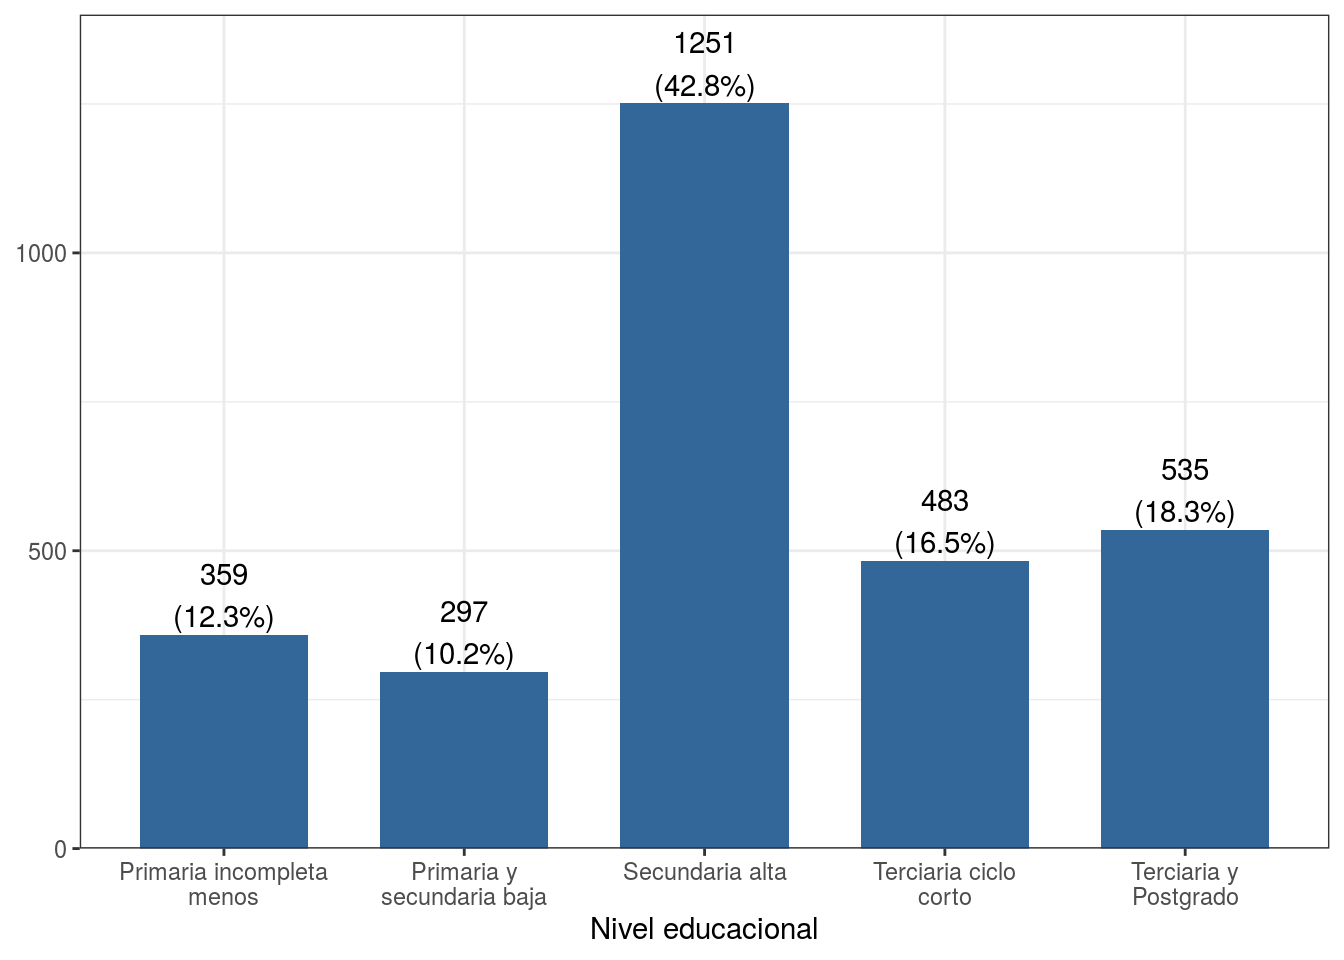 1251
(42.8%)
1000
535
(18.3%)
483
(16.5%)
500
359
(12.3%)
297
(10.2%)
0
Primaria incompleta
menos
Primaria y
secundaria baja
Secundaria alta
Terciaria ciclo
corto
Terciaria y
Postgrado
Nivel educacional